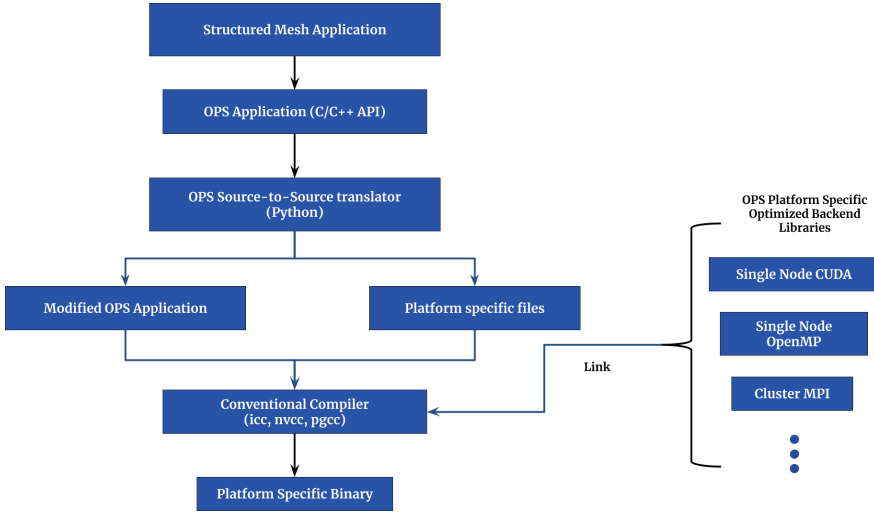 Structured Mesh Application
OPS Application (C/C++ API)
OPS Source-to-Source translator
(Python)
Modified OPS Application
Platform specific files
Conventional Compiler
(icc, nvcc, pgcc)
Platform Specific Binary
Link
OPS Platform Specific
Optimized Backend
Libraries
Single Node CUDA
Single Node
OpenMP
Cluster MPI